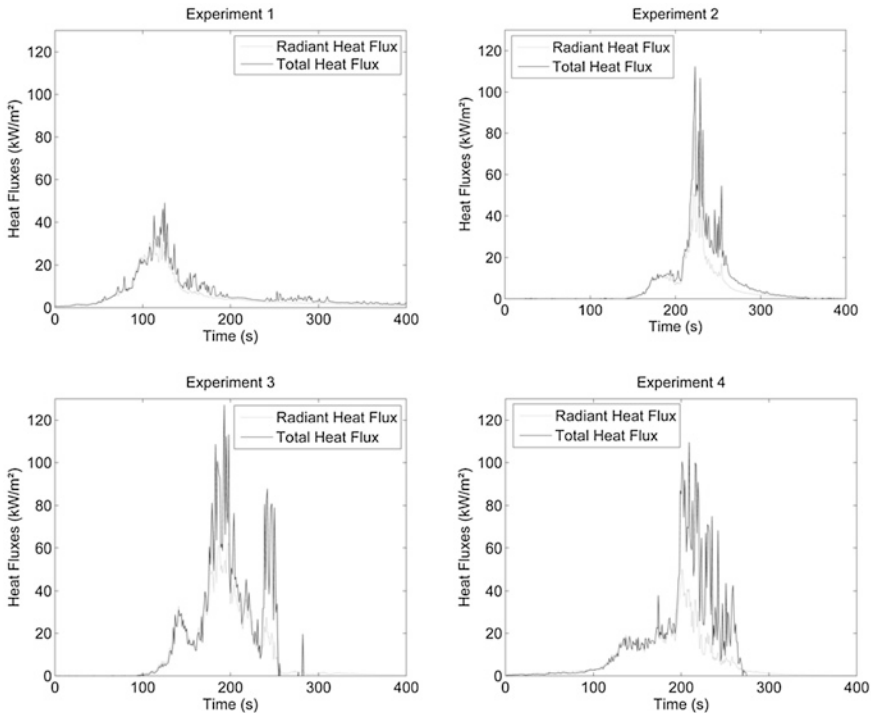 Experiment 1
Radiant Heat Flux
Total Heat Flux
Heat Fluxes (kW/m²)
120
100
80
60
40
20
0
0 100 200 300 400
Time (s)
Experiment 2
Radiant Heat Flux
Total Heat Flux
Heat Fluxes (kW/m²)
120
100
80
60
40
20
0
0 100 200 300 400
Time (s)
Experiment 3
Radiant Heat Flux
Total Heat Flux
Heat Fluxes (kW/m²)
120
100
80
60
40
20
0
0 100 200 300 400
Time (s)
Experiment 4
Radiant Heat Flux
Total Heat Flux
Heat Fluxes (kW/m²)
120
100
80
60
40
20
0
0 100 200 300 400
Time (s)